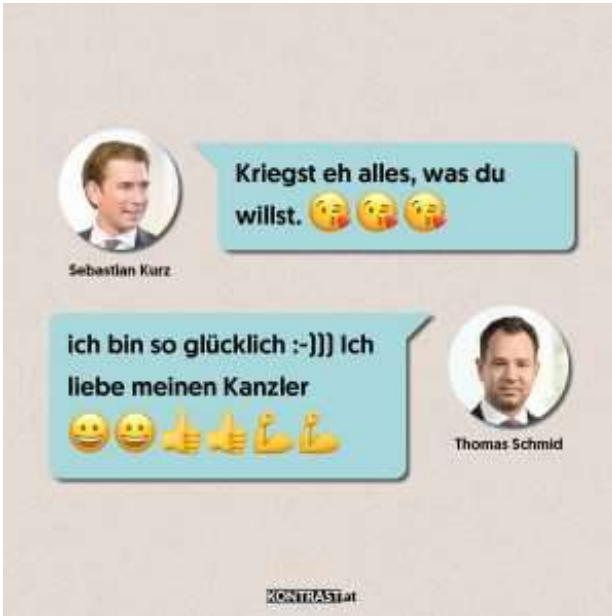 Kriegst eh alles, was du
willst. 😘 😘 😘
Sebastian Kurz
ich bin so glücklich :-))) Ich
liebe meinen Kanzler
😀😀👍👍💪💪
Thomas Schmid
KONTRAST.at